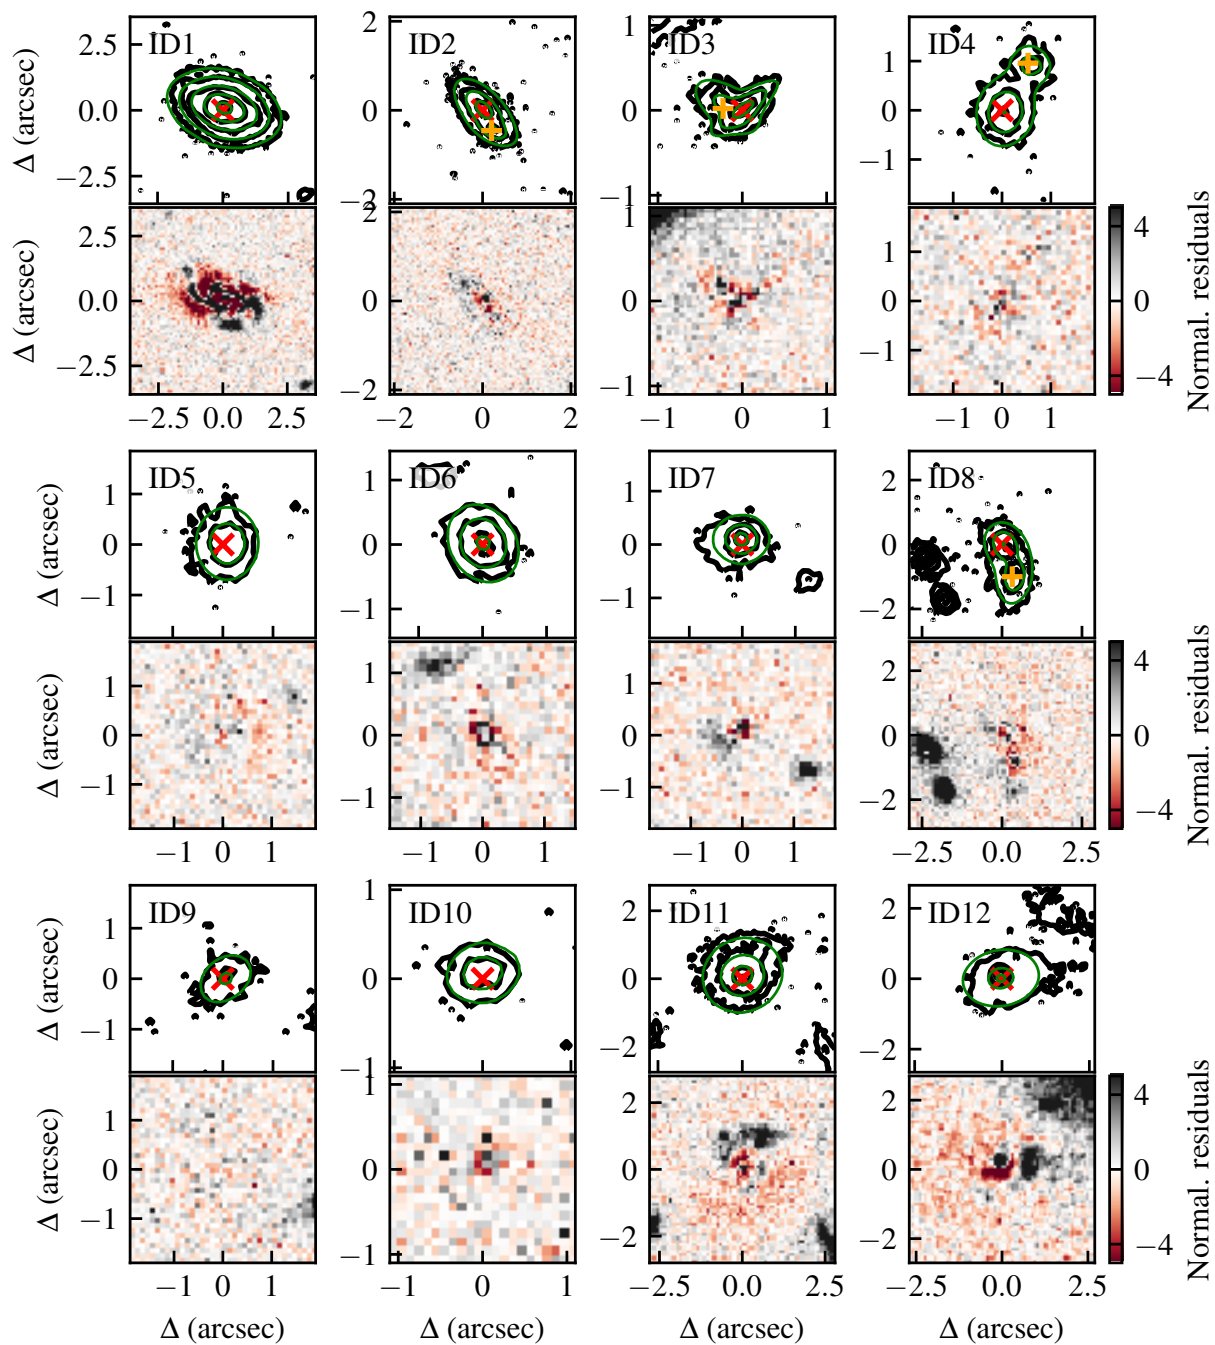 ID1 ID2 ID3 ID4
2.5 2 1 1
Δ (arcsec) 0.0 0 0 0
−2.5 −2 −1 −1
2.5 2 1 1 4
Δ (arcsec) 0.0 0 0 0 0 Normal. residuals
−2.5 −2 −1 −1 −4
−2.5 0.0 2.5 −2 0 2 −1 0 1 −1 0 1
ID5 ID6 ID7 ID8
1 1 1 2
Δ (arcsec) 0 0 0 0
−1 −1 −1 −2
1 1 1 2 4
Δ (arcsec) 0 0 0 0 0 Normal. residuals
−1 −1 −1 −2 −4
−1 0 1 −1 0 1 −1 0 1 −2.5 0.0 2.5
ID9 ID10 ID11 ID12
1 1 2 2
Δ (arcsec) 0 0 0 0
−1 −1 −2 −2
1 1 2 2 4
Δ (arcsec) 0 0 0 0 0 Normal. residuals
−1 −1 −2 −2 −4
−1 0 1 −1 0 1 −2.5 0.0 2.5 −2.5 0.0 2.5
Δ (arcsec) Δ (arcsec) Δ (arcsec) Δ (arcsec)